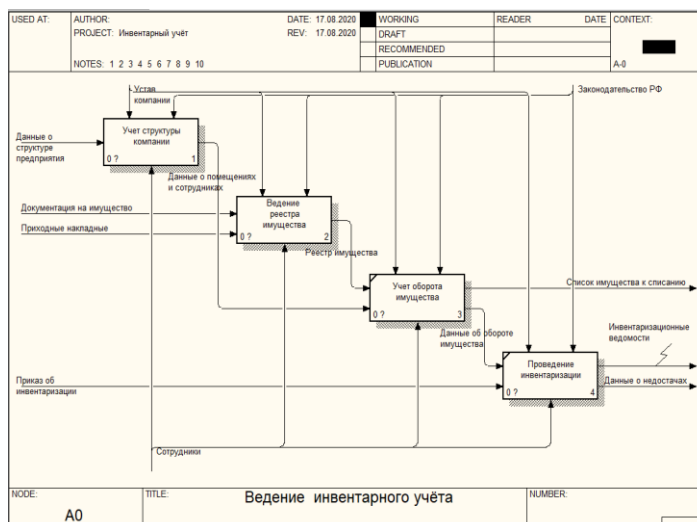 USED AT:
AUTHOR:
DATE: 17.08.2020
WORKING
READER
DATE
CONTEXT:
PROJECT: Инвентарный учёт
REV: 17.08.2020
DRAFT
RECOMMENDED
NOTES: 1 2 3 4 5 6 7 8 9 10
PUBLICATION
A-0
Устав
компании
Законодательство РФ
Данные о
структуре
предприятия
Учет структуры
компании
0 ?
1
Данные о помещениях
и сотрудниках
Документация на имущество
Приходные накладные
Ведение
реестра
имущества
0 ?
2
Реестр имущества
Учет оборота
имущества
0 ?
3
Список имущества к списанию
Данные об обороте
имущества
Инвентаризационные
ведомости
Приказ об
инвентаризации
Проведение
инвентаризации
0 ?
4
Данные о недостачах
Сотрудники
NODE:
TITLE:
Ведение инвентарного учёта
NUMBER:
A0